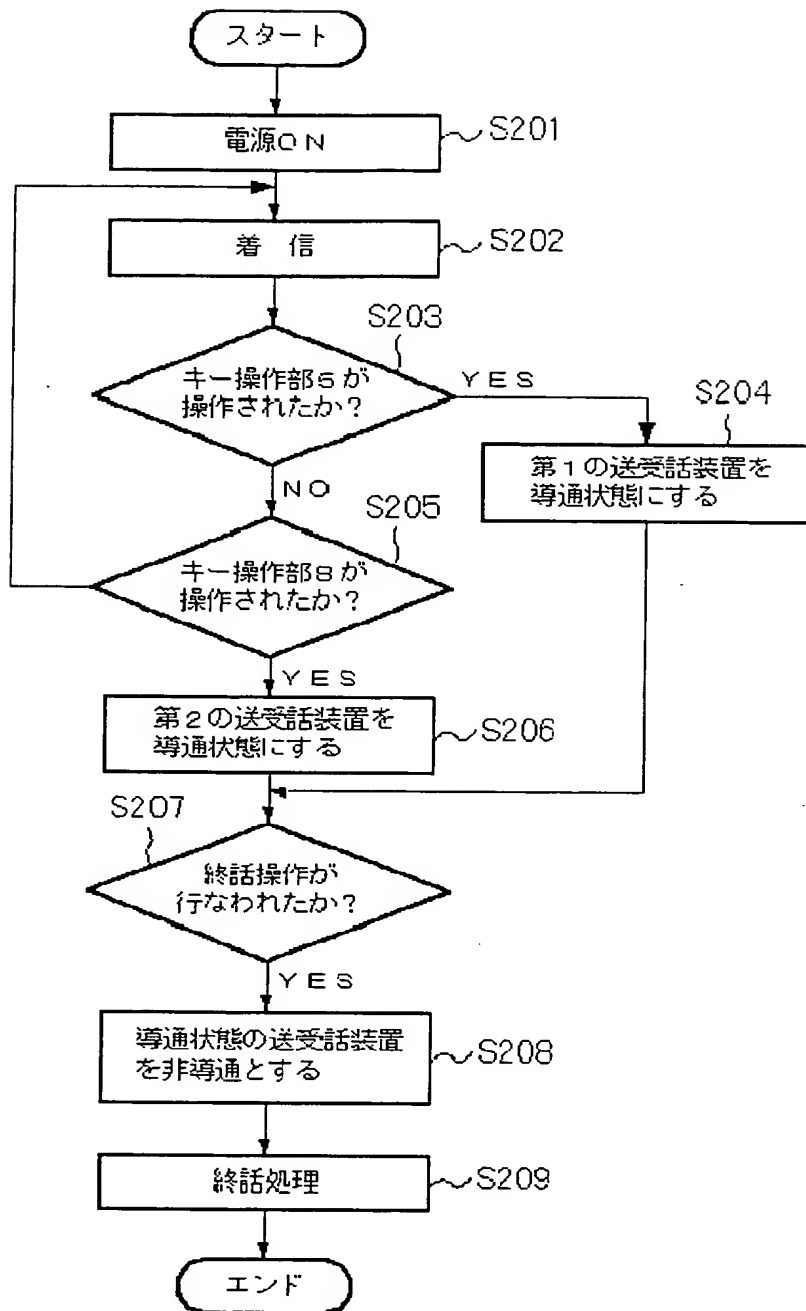 スタート
電源ON
S201
着 信
S202
S203
キー操作部6が
操作されたか?
YES
S204
第1の送受話装置を
導通状態にする
NO
S205
キー操作部8が
操作されたか?
YES
第2の送受話装置を
導通状態にする
S206
S207
終話操作が
行なわれたか?
YES
導通状態の送受話装置
を非導通とする
S208
終話処理
S209
エンド